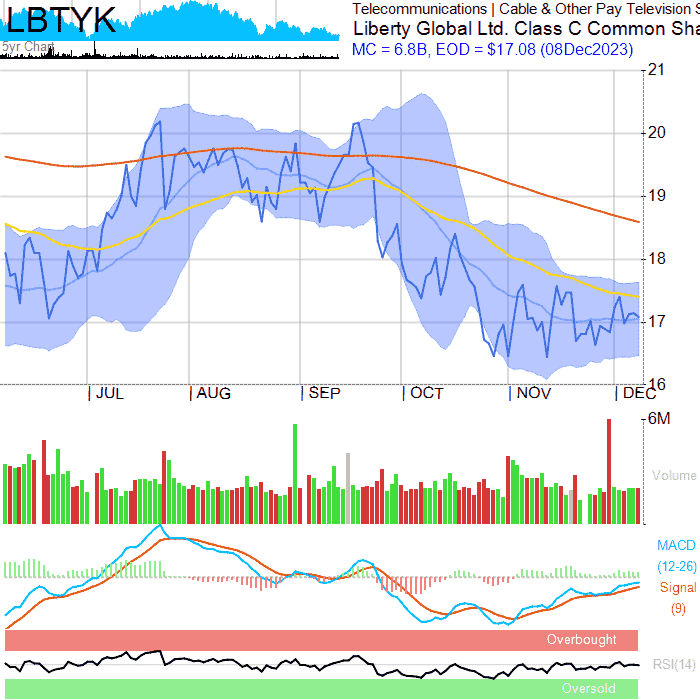 LBTYK
5yr Chart
Telecommunications | Cable & Other Pay Television S
Liberty Global Ltd. Class C Common Sha
MC = 6.8B, EOD = $17.08 (08Dec2023)
21
20
19
18
17
16
JUL
AUG
SEP
OCT
NOV
DEC
6M
Volume
MACD
(12-26)
Signal
(9)
Overbought
RSI(14)
Oversold